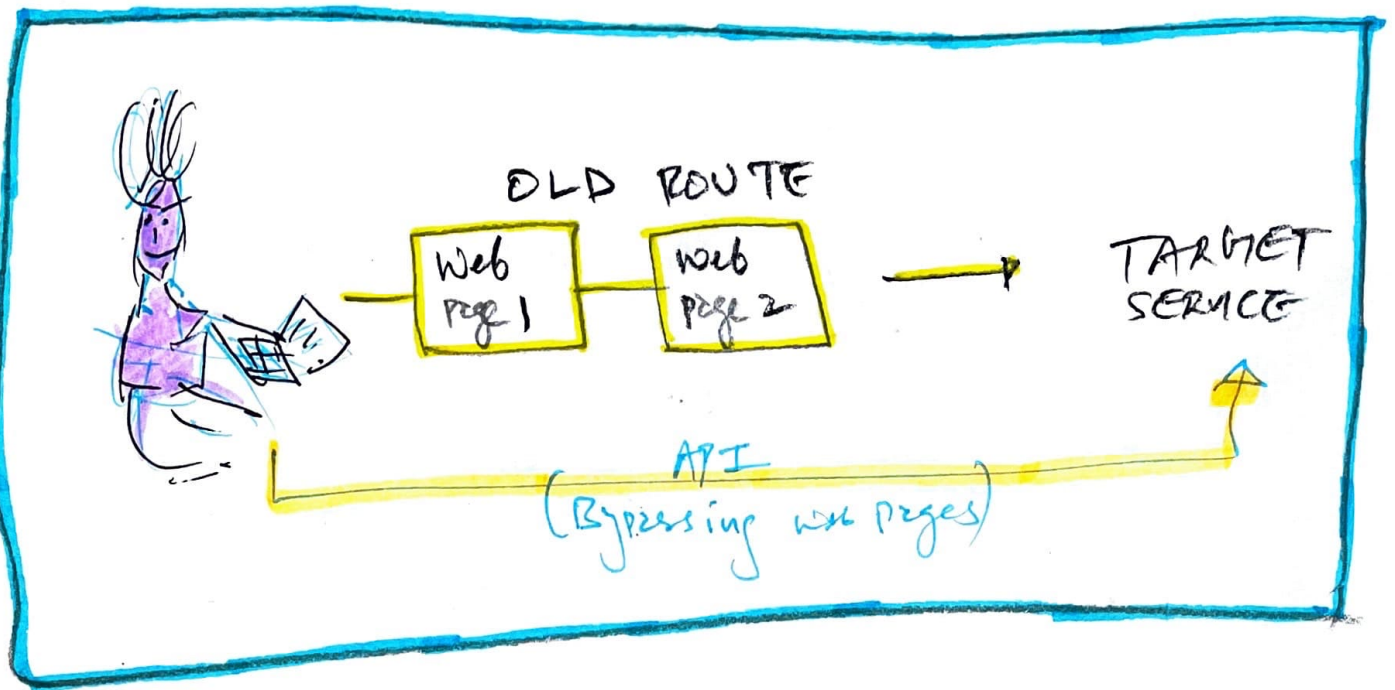 OLD ROUTE
Web
page 1
Web
page 2
TARGET
SERVICE
API
(Bypassing web pages)